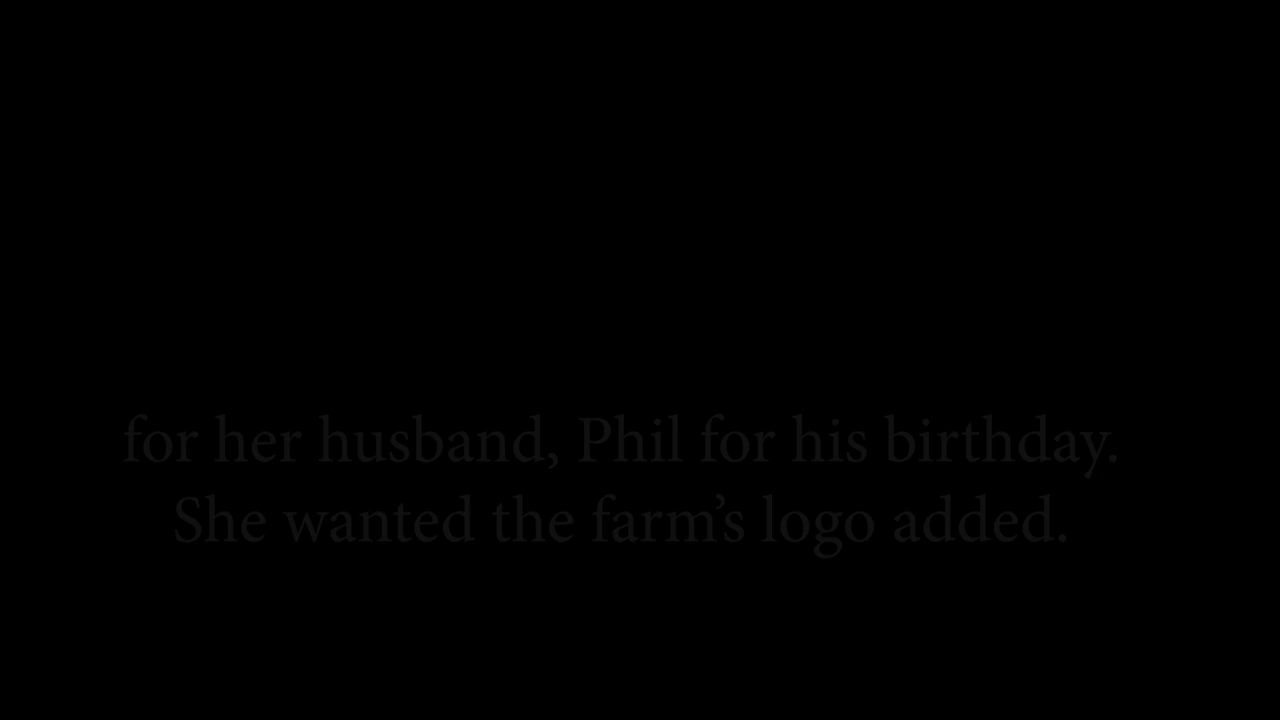 for her husband, Phil for his birthday.
She wanted the farm’s logo added.